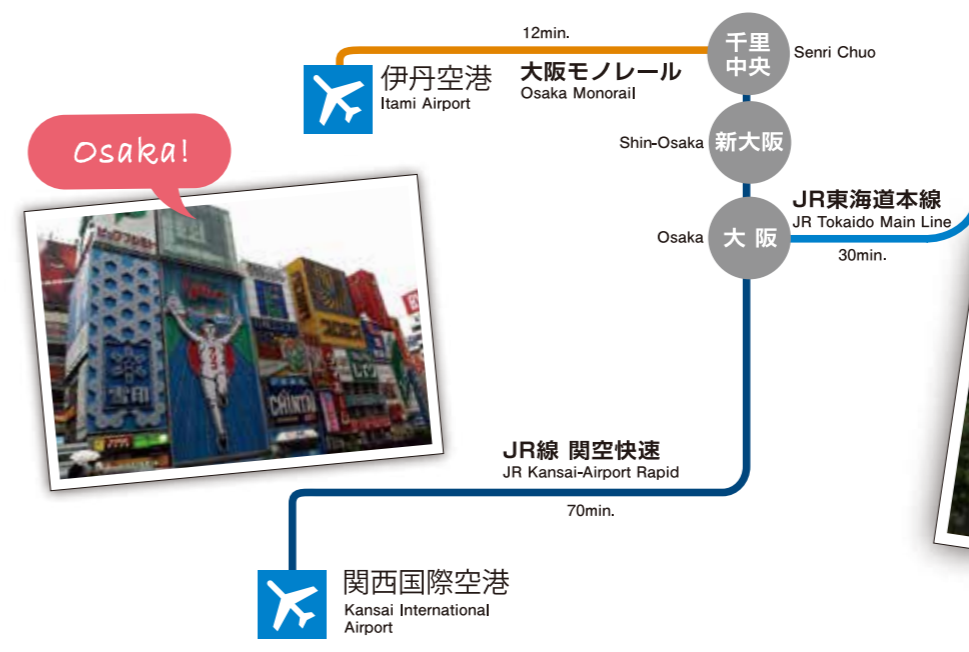 12min.
千里
中央
Senri Chuo
伊丹空港
Itami Airport
大阪モノレール
Osaka Monorail
Osaka!
Shin-Osaka
新大阪
JR東海道本線
JR Tokaido Main Line
30min.
Osaka
大阪
雪印
JR線 関空快速
JR Kansai-Airport Rapid
70min.
関西国際空港
Kansai International
Airport